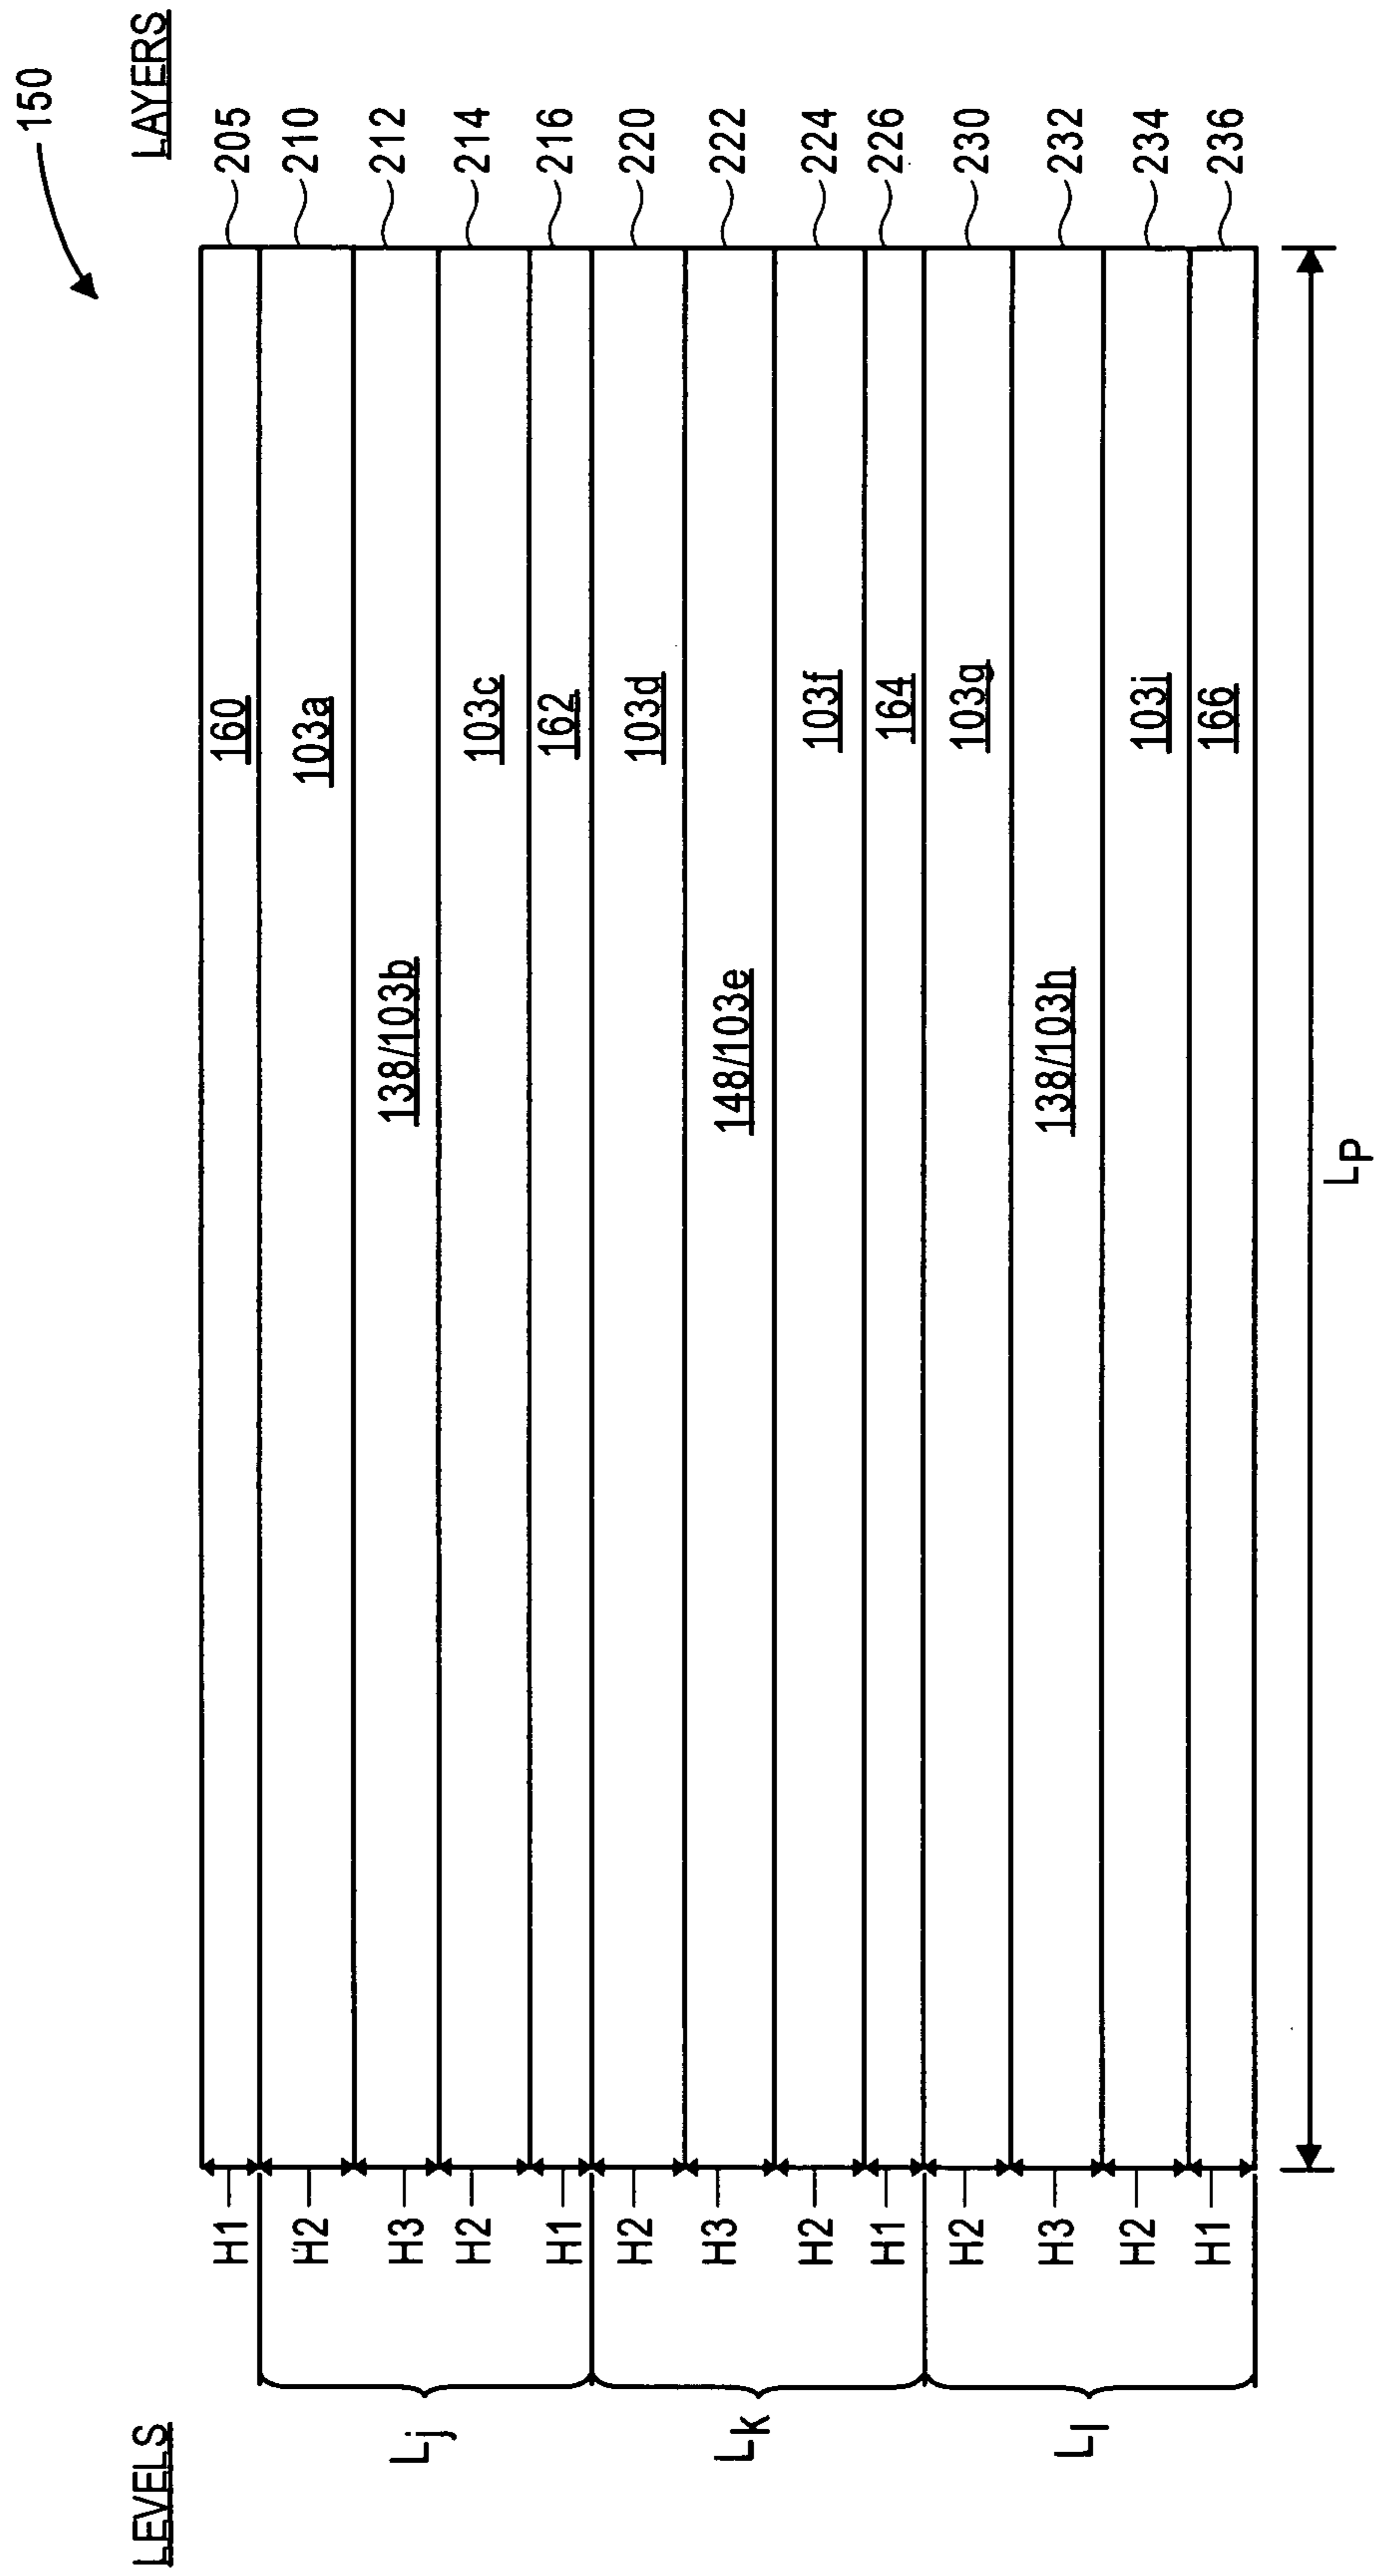 150
LEVELS
LAYERS
H1
160
205
H2
103a
210
H3
138/103b
212
H2
103c
214
H1
162
216
Lj
H2
103d
220
H3
148/103e
222
H2
103f
224
H1
164
226
Lk
H2
103g
230
H3
138/103h
232
H2
103i
234
H1
166
236
Ll
LP